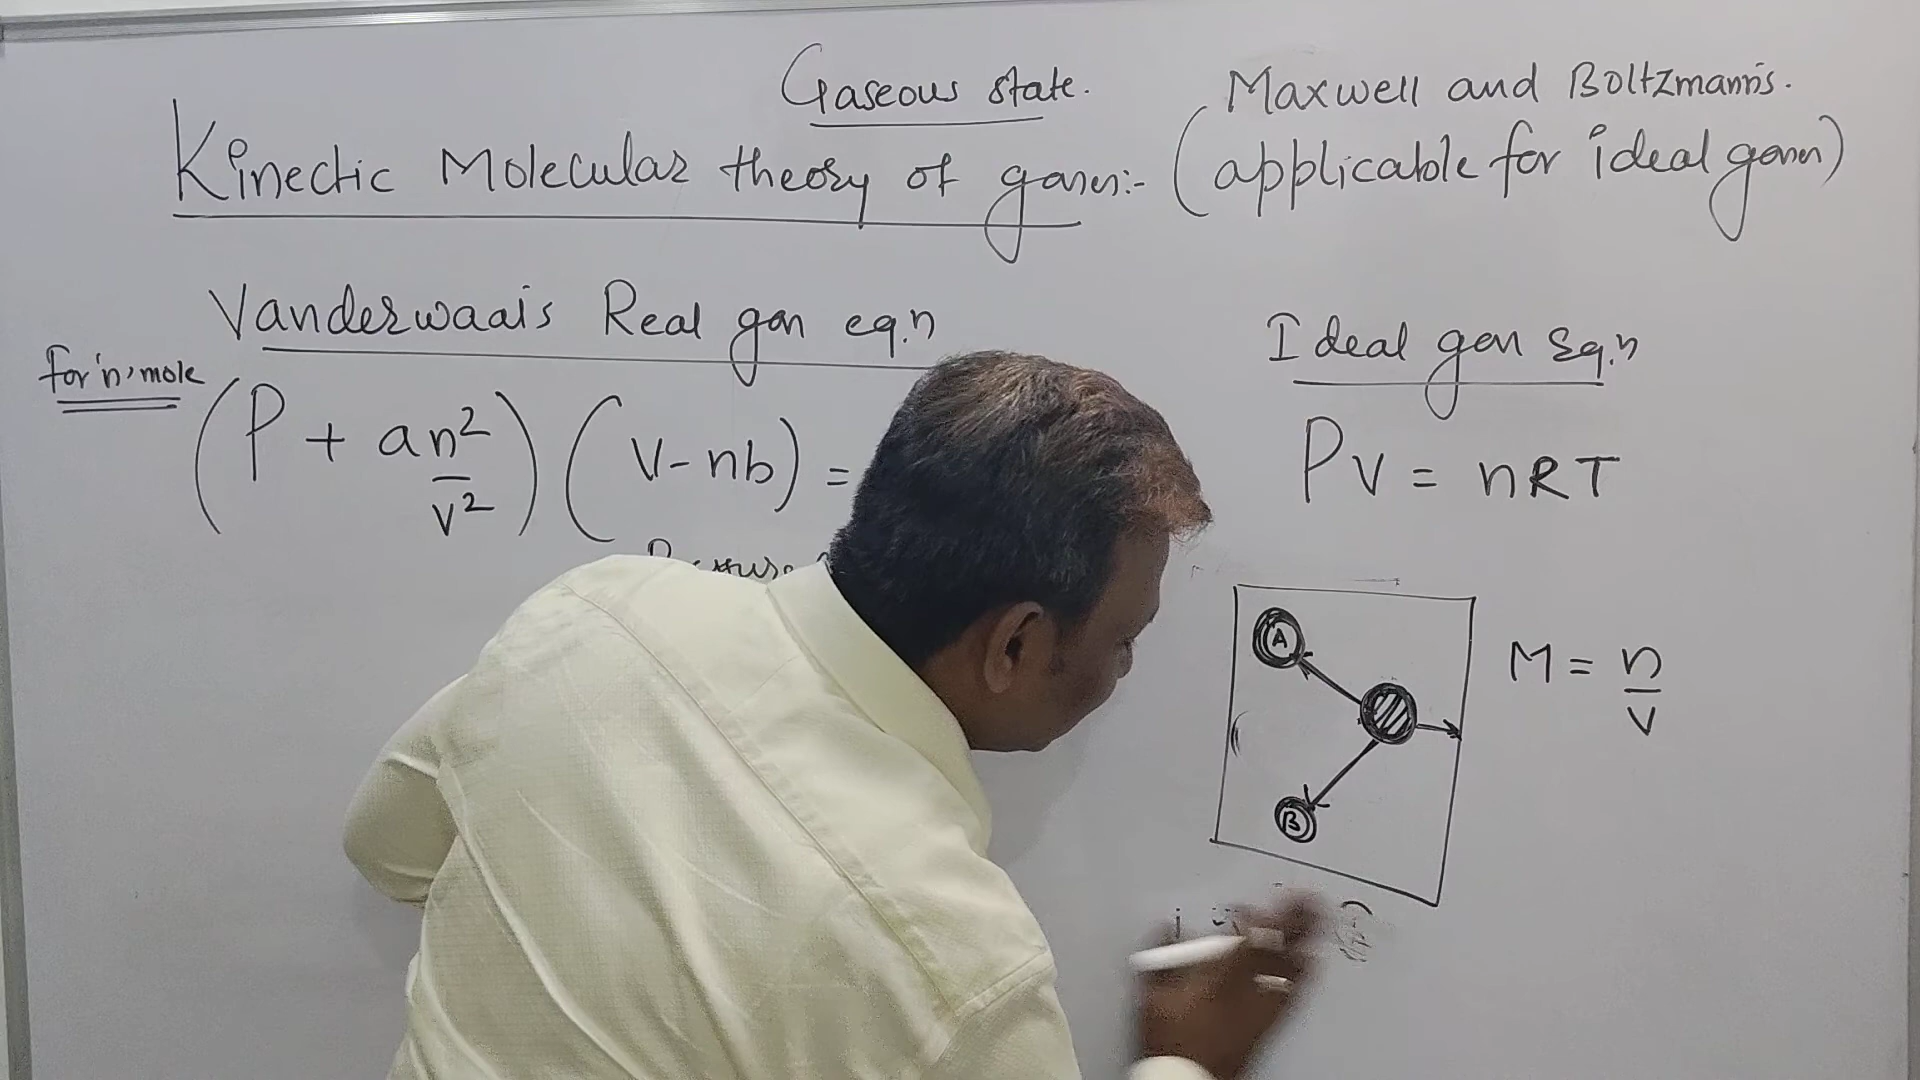 Gaseous state.
Maxwell and Boltzmann's.
Kinectic Molecular theory of gases:- (applicable for ideal gases)
Vanderwaals Real gas eq.n
Ideal gas Eq.n
for 'n' mole
(P + an²/v²) (V-nb) =
PV = nRT
A
M = n/v
B